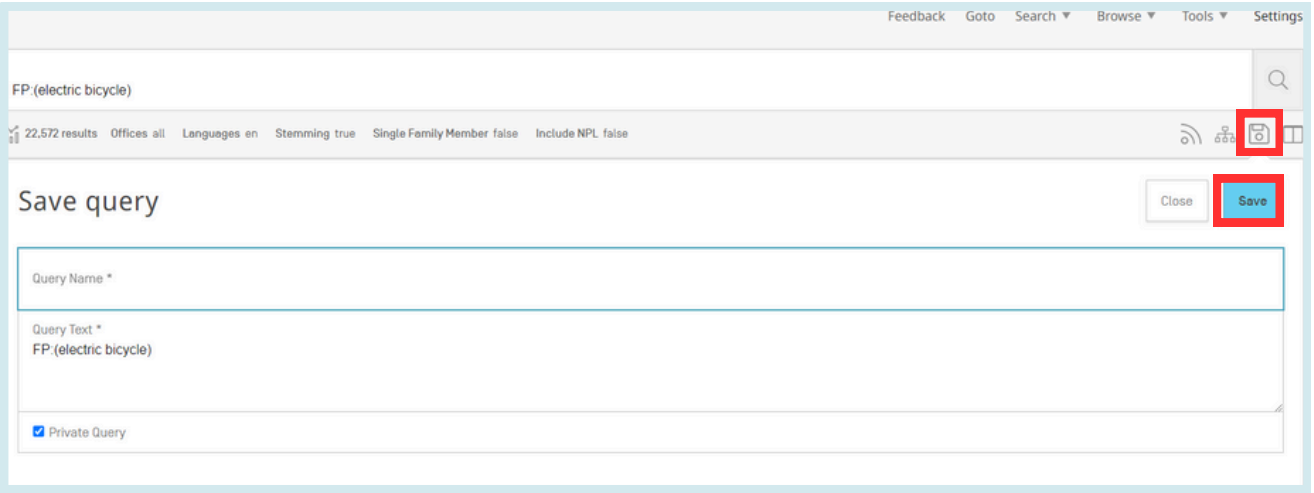 Feedback Goto Search ▼ Browse ▼ Tools ▼ Settings
FP:(electric bicycle)
22,572 results Offices all Languages en Stemming true Single Family Member false Include NPL false
Save query
Close Save
Query Name *
Query Text *
FP:(electric bicycle)
Private Query